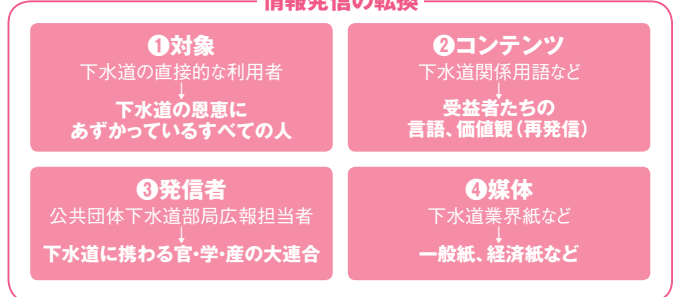 情報発信の転換
❶対象
下水道の直接的な利用者
↓
下水道の恩恵に
あずかっているすべての人
❷コンテンツ
下水道関係用語など
↓
受益者たちの
言語、価値観(再発信)
❸発信者
公共団体下水道部局広報担当者
↓
下水道に携わる官・学・産の大連合
❹媒体
下水道業界紙など
↓
一般紙、経済紙など